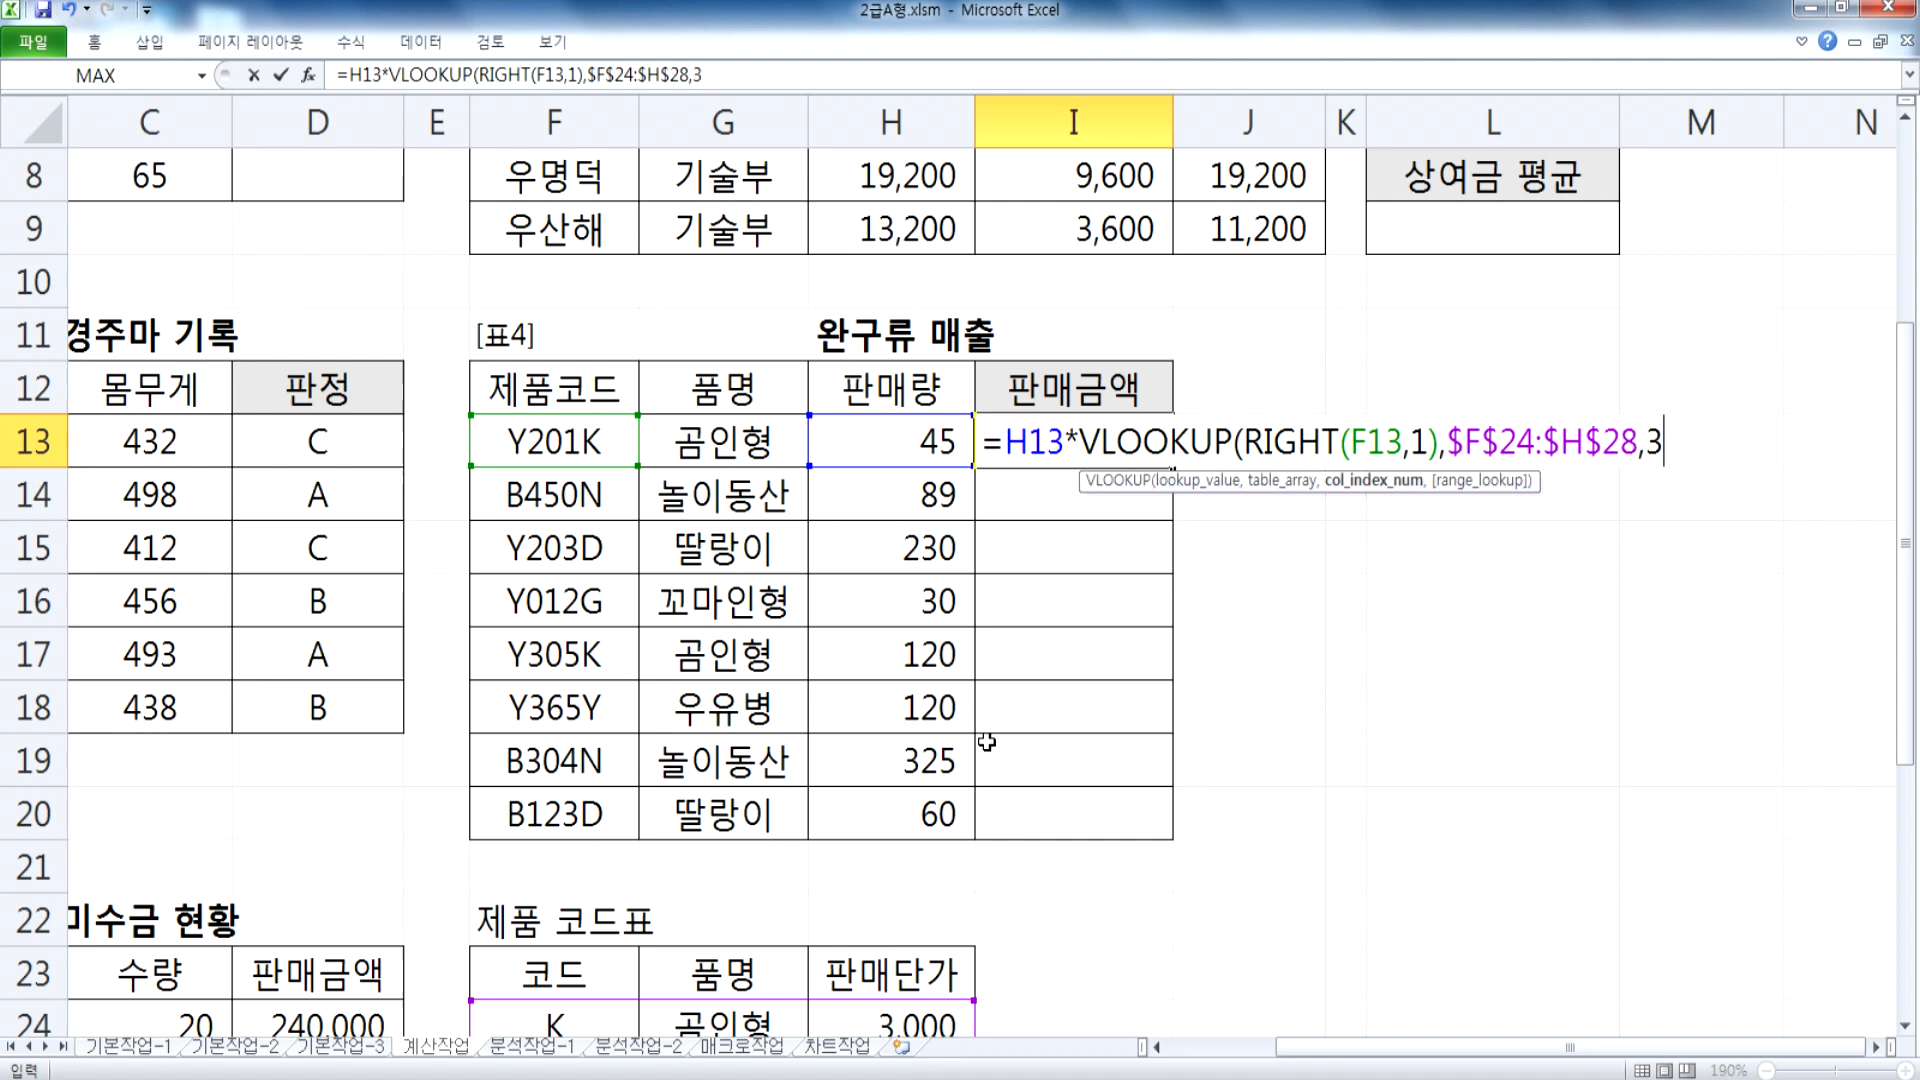 2급A형.xlsm - Microsoft Excel
파일 홈 삽입 페이지 레이아웃 수식 데이터 검토 보기
MAX fx =H13*VLOOKUP(RIGHT(F13,1),$F$24:$H$28,3
C D E F G H I J K L M N
8 65 우명덕 기술부 19,200 9,600 19,200 상여금 평균
9 우산해 기술부 13,200 3,600 11,200
10
11 경주마 기록 [표4] 완구류 매출
12 몸무게 판정 제품코드 품명 판매량 판매금액
13 432 C Y201K 곰인형 45 =H13*VLOOKUP(RIGHT(F13,1),$F$24:$H$28,3
VLOOKUP(lookup_value, table_array, col_index_num, [range_lookup])
14 498 A B450N 놀이동산 89
15 412 C Y203D 딸랑이 230
16 456 B Y012G 꼬마인형 30
17 493 A Y305K 곰인형 120
18 438 B Y365Y 우유병 120
19 B304N 놀이동산 325
20 B123D 딸랑이 60
21
22 미수금 현황 제품 코드표
23 수량 판매금액 코드 품명 판매단가
24 20 240,000 K 곰인형 3,000
기본작업-1 기본작업-2 기본작업-3 계산작업 분석작업-1 분석작업-2 매크로작업 차트작업
입력 190%